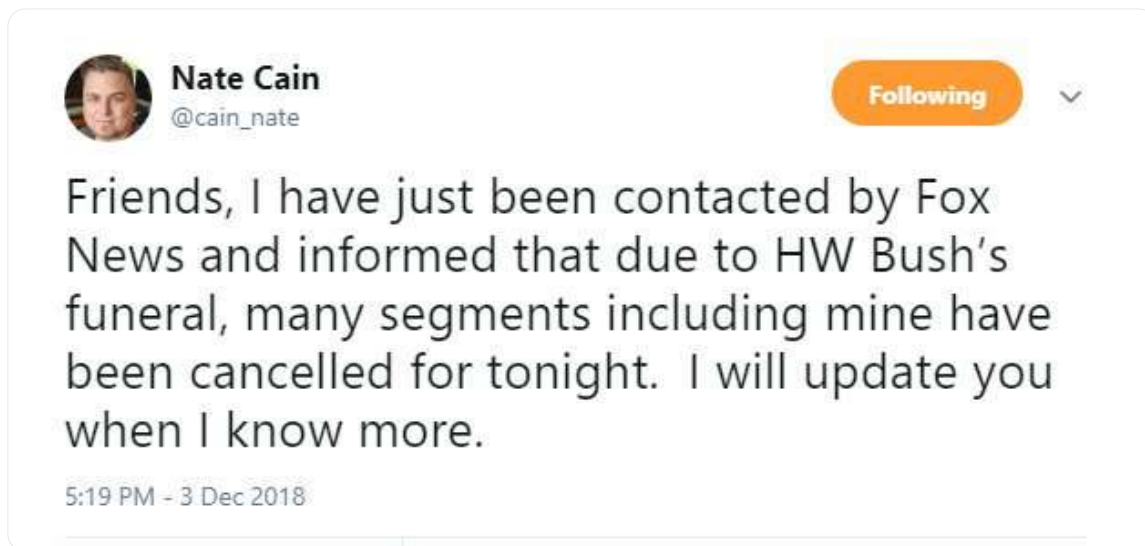 Nate Cain
@cain_nate
Following
Friends, I have just been contacted by Fox
News and informed that due to HW Bush's
funeral, many segments including mine have
been cancelled for tonight.  I will update you
when I know more.
5:19 PM - 3 Dec 2018